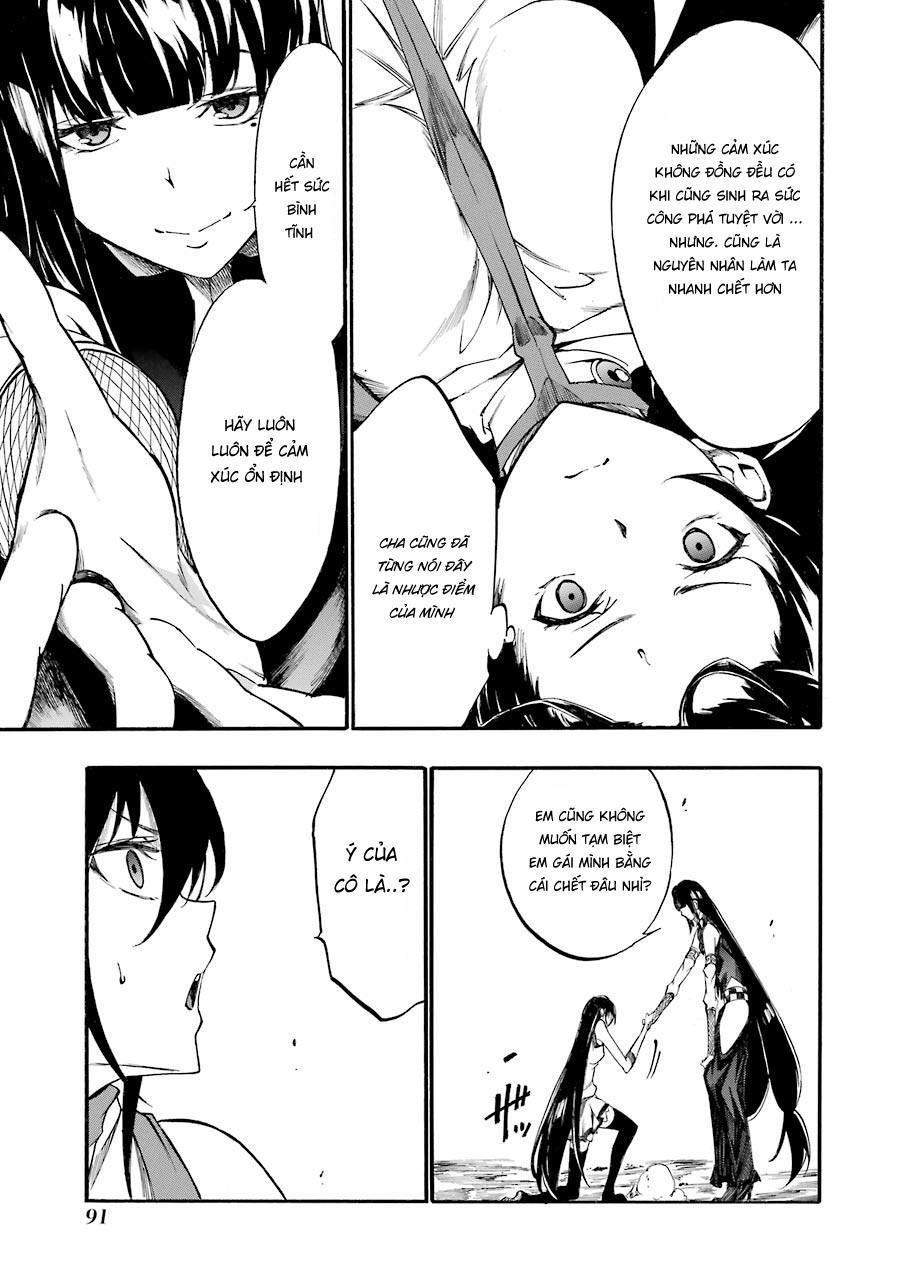 NHỮNG CẢM XÚC
KHÔNG ĐỒNG ĐỀU CÓ
KHI CŨNG SINH RA SỨC
CÔNG PHÁ TUYỆT VỜI ...
NHƯNG. CŨNG LÀ
NGUYÊN NHÂN LÀM TA
NHANH CHẾT HƠN
CHA CŨNG ĐÃ
TỪNG NÓI ĐÂY
LÀ NHƯỢC ĐIỂM
CỦA MÌNH
CẦN
HẾT SỨC
BÌNH
TĨNH
HÃY LUÔN
LUÔN ĐỂ CẢM
XÚC ỔN ĐỊNH
EM CŨNG KHÔNG
MUỐN TẠM BIỆT
EM GÁI MÌNH BẰNG
CÁI CHẾT ĐÂU NHỈ?
Ý CỦA
CÔ LÀ..?
91